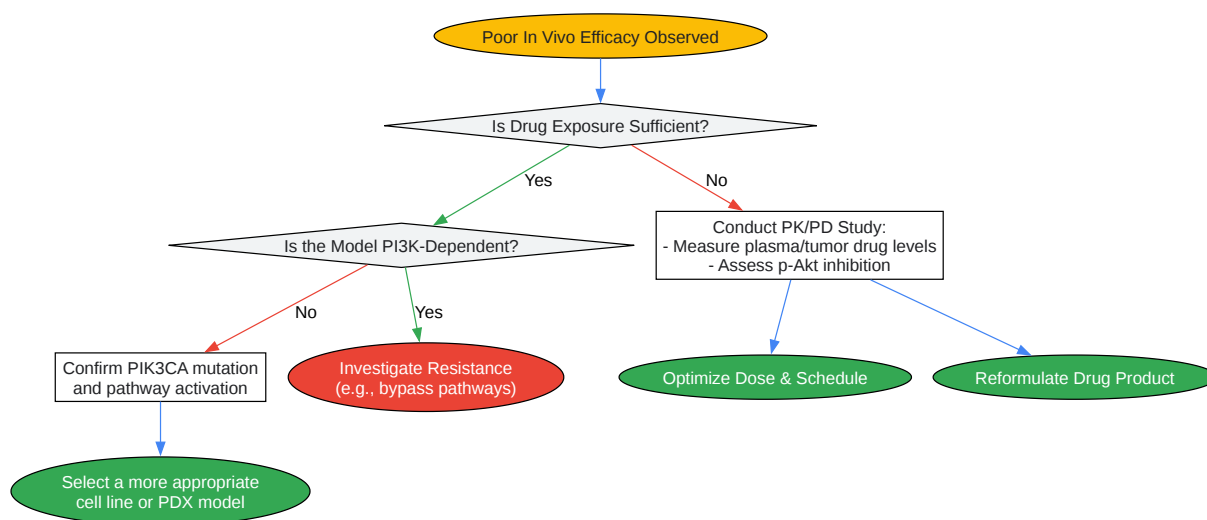 Poor In Vivo Efficacy Observed
Is Drug Exposure Sufficient?
Yes
No
Is the Model PI3K-Dependent?
Conduct PK/PD Study:
- Measure plasma/tumor drug levels
- Assess p-Akt inhibition
No
Yes
Confirm PIK3CA mutation
and pathway activation
Investigate Resistance
(e.g., bypass pathways)
Optimize Dose & Schedule
Reformulate Drug Product
Select a more appropriate
cell line or PDX model